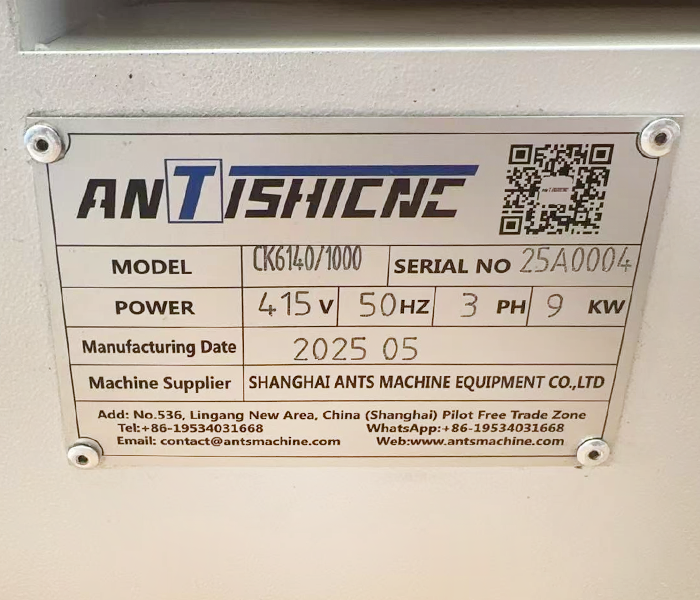 ANTISHICNC
MODEL CK6140/1000 SERIAL NO 25A0004
POWER 415 V 50 HZ 3 PH 9 KW
Manufacturing Date 2025 05
Machine Supplier SHANGHAI ANTS MACHINE EQUIPMENT CO.,LTD
Add: No.536, Lingang New Area, China (Shanghai) Pilot Free Trade Zone
Tel:+86-19534031668 WhatsApp:+86-19534031668
Email: contact@antsmachine.com Web:www.antsmachine.com